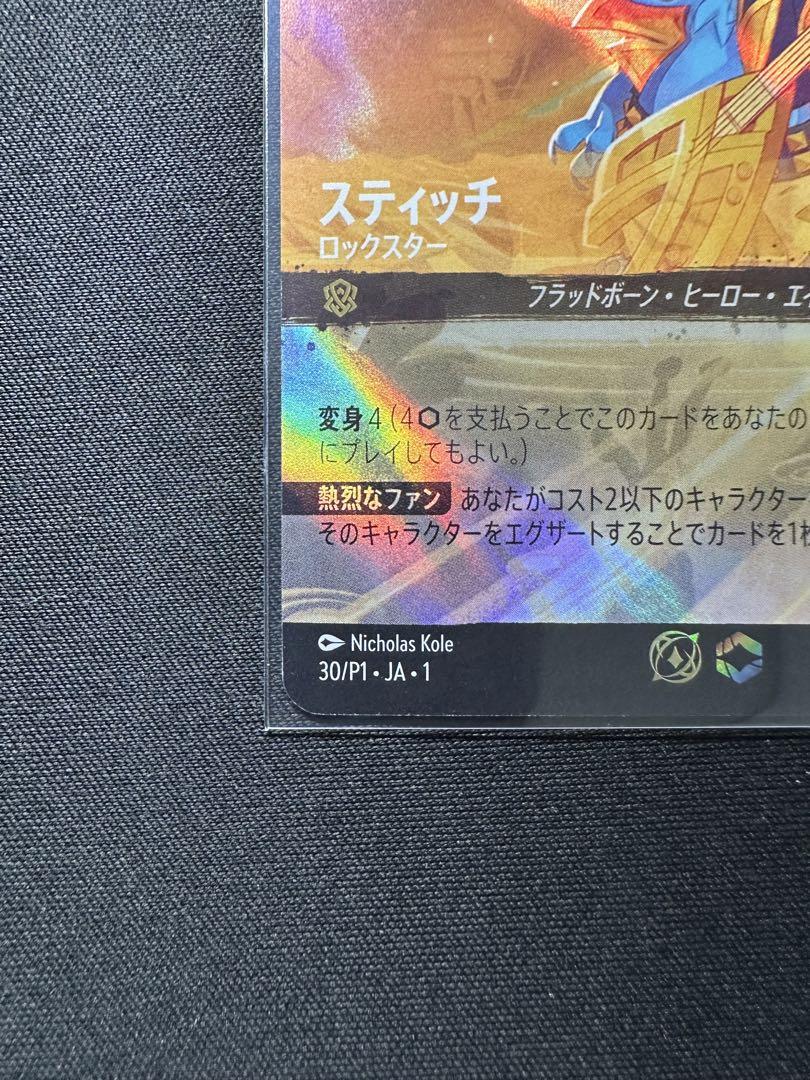 スティッチ
ロックスター
フラッドボーン・ヒーロー・エイ
変身 4 (4⬡を支払うことでこのカードをあなたの
にプレイしてもよい。)
熱烈なファン あなたがコスト2以下のキャラクター
そのキャラクターをエグザートすることでカードを1枚
Nicholas Kole
30/P1・JA・1